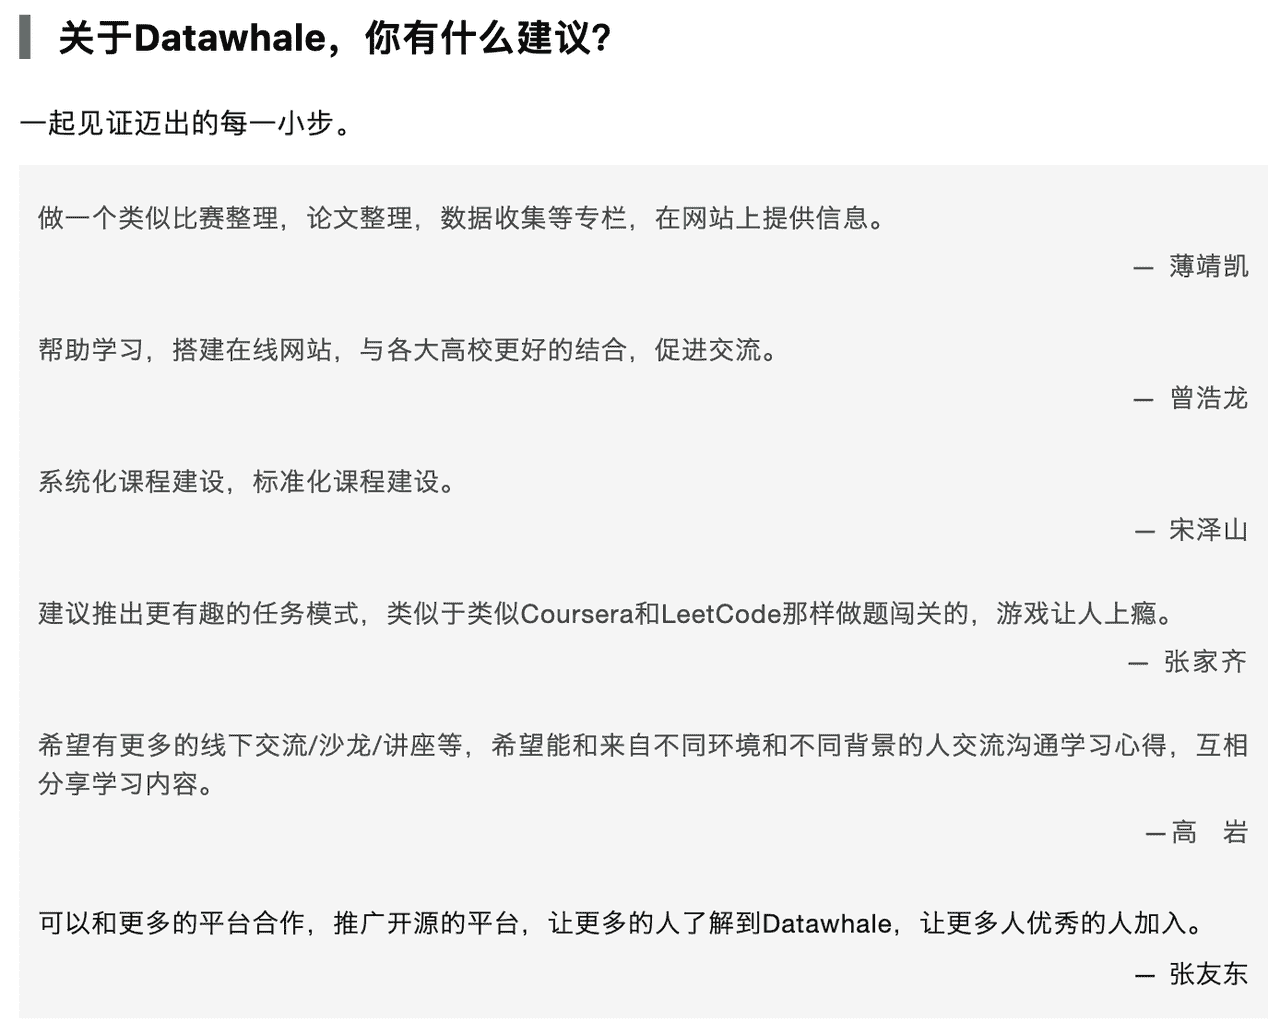 关于Datawhale，你有什么建议？
一起见证迈出的每一小步。
做一个类似比赛整理，论文整理，数据收集等专栏，在网站上提供信息。
— 薄靖凯
帮助学习，搭建在线网站，与各大高校更好的结合，促进交流。
— 曾浩龙
系统化课程建设，标准化课程建设。
— 宋泽山
建议推出更有趣的任务模式，类似于类似Coursera和LeetCode那样做题闯关的，游戏让人上瘾。
— 张家齐
希望有更多的线下交流/沙龙/讲座等，希望能和来自不同环境和不同背景的人交流沟通学习心得，互相
分享学习内容。
—高　岩
可以和更多的平台合作，推广开源的平台，让更多的人了解到Datawhale，让更多人优秀的人加入。
— 张友东